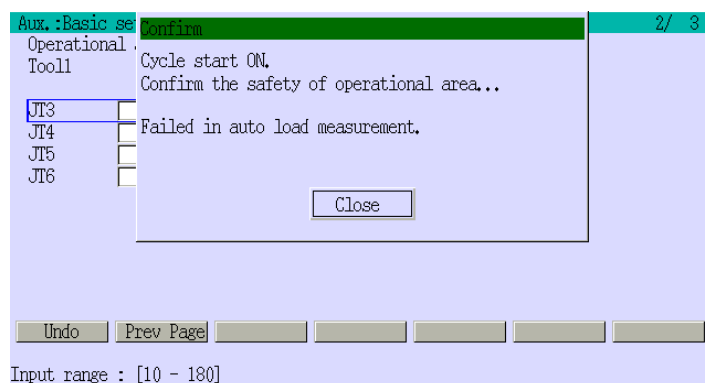 Aux.:Basic se 2/ 3
Confirm
Operational
Tool1
Cycle start ON.
Confirm the safety of operational area...
JT3
Failed in auto load measurement.
JT4
JT5
JT6
Close
Undo Prev Page
Input range : [10 - 180]